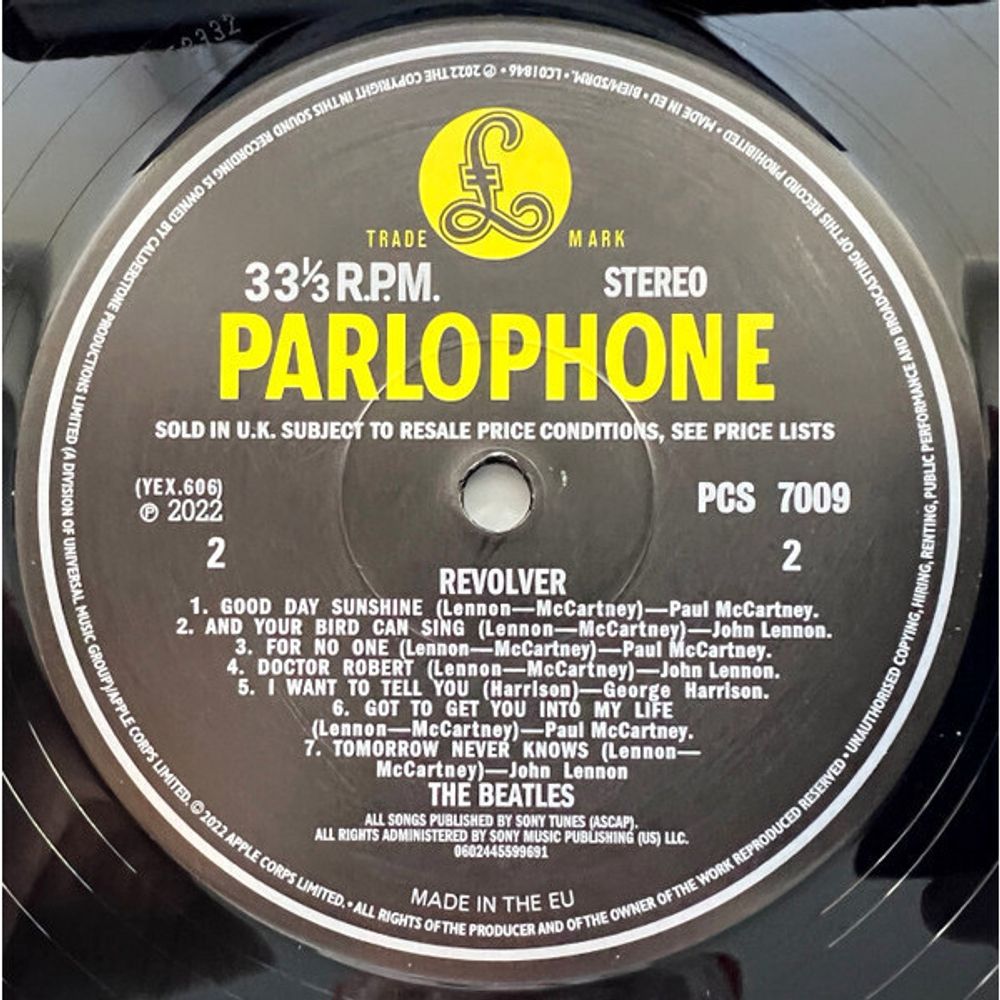 TRADE MARK
33⅓ R.P.M. STEREO
PARLOPHONE
SOLD IN U.K. SUBJECT TO RESALE PRICE CONDITIONS, SEE PRICE LISTS
(YEX.606) PCS 7009
℗ 2022
2 2
REVOLVER
1. GOOD DAY SUNSHINE (Lennon—McCartney)—Paul McCartney.
2. AND YOUR BIRD CAN SING (Lennon—McCartney)—John Lennon.
3. FOR NO ONE (Lennon—McCartney)—Paul McCartney.
4. DOCTOR ROBERT (Lennon—McCartney)—John Lennon.
5. I WANT TO TELL YOU (Harrison)—George Harrison.
6. GOT TO GET YOU INTO MY LIFE
(Lennon—McCartney)—Paul McCartney.
7. TOMORROW NEVER KNOWS (Lennon—
McCartney)—John Lennon
THE BEATLES
ALL SONGS PUBLISHED BY SONY TUNES (ASCAP).
ALL RIGHTS ADMINISTERED BY SONY MUSIC PUBLISHING (US) LLC.
0602445599691
MADE IN THE EU
℗ 2022 THE COPYRIGHT IN THIS SOUND RECORDING IS OWNED BY CALDERSTONE PRODUCTIONS LIMITED (A DIVISION OF UNIVERSAL MUSIC GROUP)/APPLE CORPS LIMITED. © 2022 APPLE CORPS LIMITED. • ALL RIGHTS OF THE PRODUCER AND OF THE OWNER OF THE WORK REPRODUCED RESERVED • UNAUTHORISED COPYING, HIRING, RENTING, PUBLIC PERFORMANCE AND BROADCASTING OF THIS RECORD PROHIBITED • MADE IN EU • BIEM/SDRM. • LC01846 •